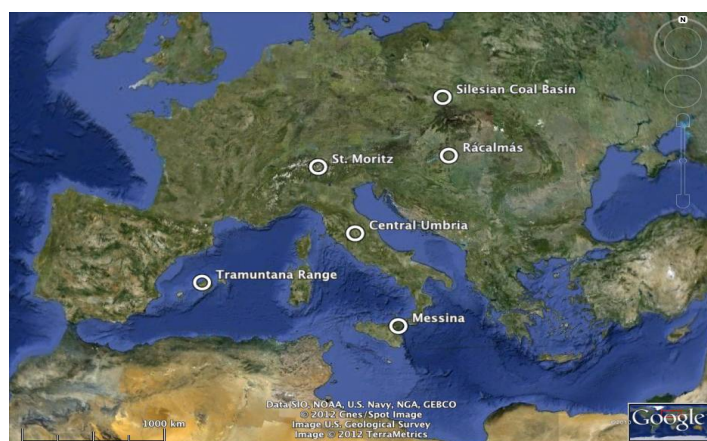 N
Silesian Coal Basin
Rácalmás
St. Moritz
Central Umbria
Tramuntana Range
Messina
Data SIO, NOAA, U.S. Navy, NGA, GEBCO
© 2012 Cnes/Spot Image
Image U.S. Geological Survey
Image © 2012 TerraMetrics
1000 km
Google